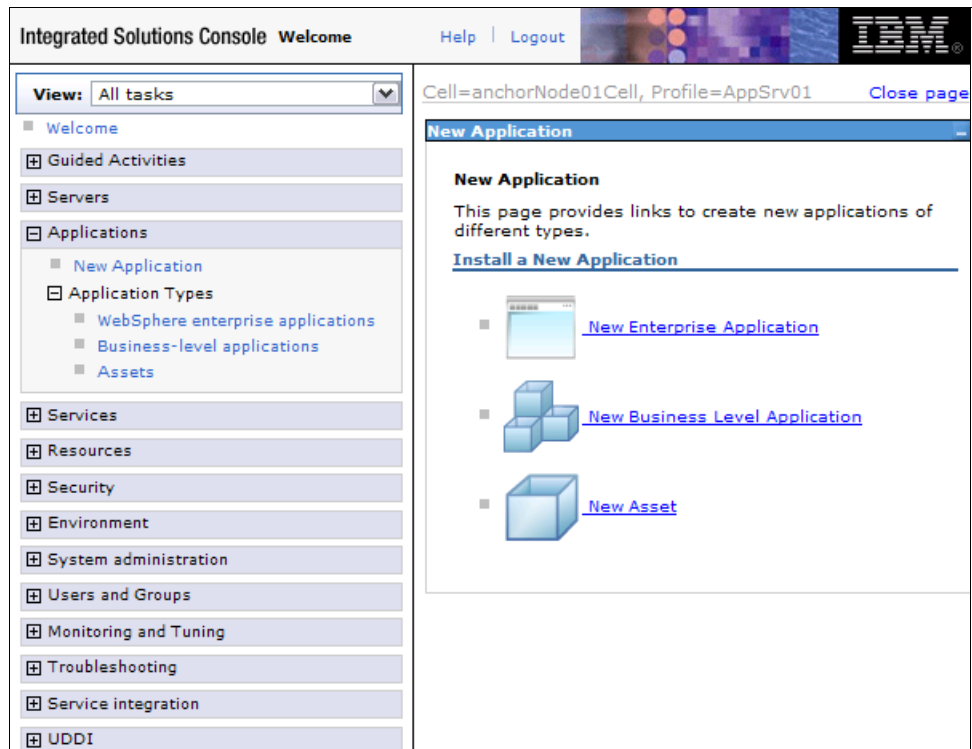 Integrated Solutions Console Welcome
Help | Logout
IBM®
View: All tasks
Welcome
Guided Activities
Servers
Applications
New Application
Application Types
WebSphere enterprise applications
Business-level applications
Assets
Services
Resources
Security
Environment
System administration
Users and Groups
Monitoring and Tuning
Troubleshooting
Service integration
UDDI
Cell=anchorNode01Cell, Profile=AppSrv01
Close page
New Application
New Application
This page provides links to create new applications of
different types.
Install a New Application
New Enterprise Application
New Business Level Application
New Asset